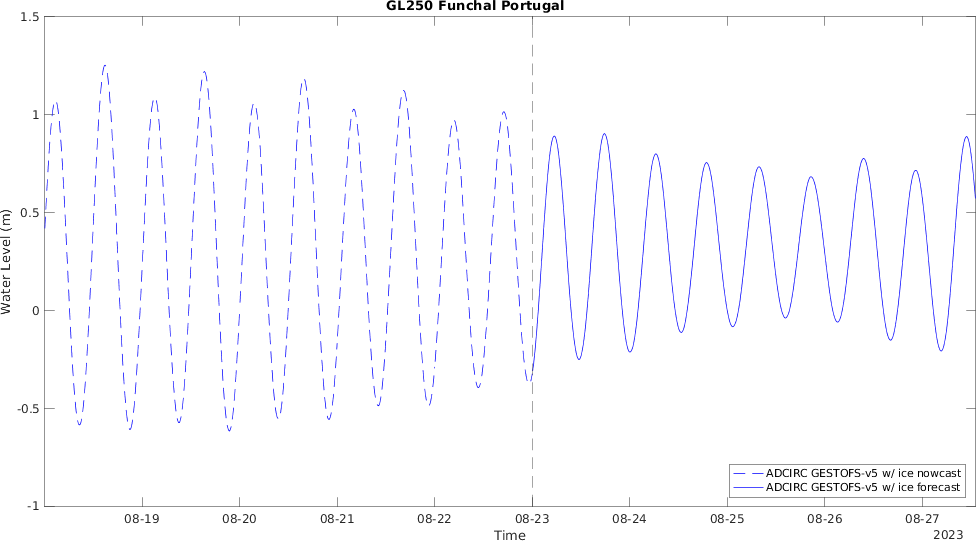 GL250 Funchal Portugal
1.5
1
0.5
0
-0.5
-1
Water Level (m)
08-19 08-20 08-21 08-22 08-23 08-24 08-25 08-26 08-27
Time
2023
ADCIRC GESTOFS-v5 w/ ice nowcast
ADCIRC GESTOFS-v5 w/ ice forecast